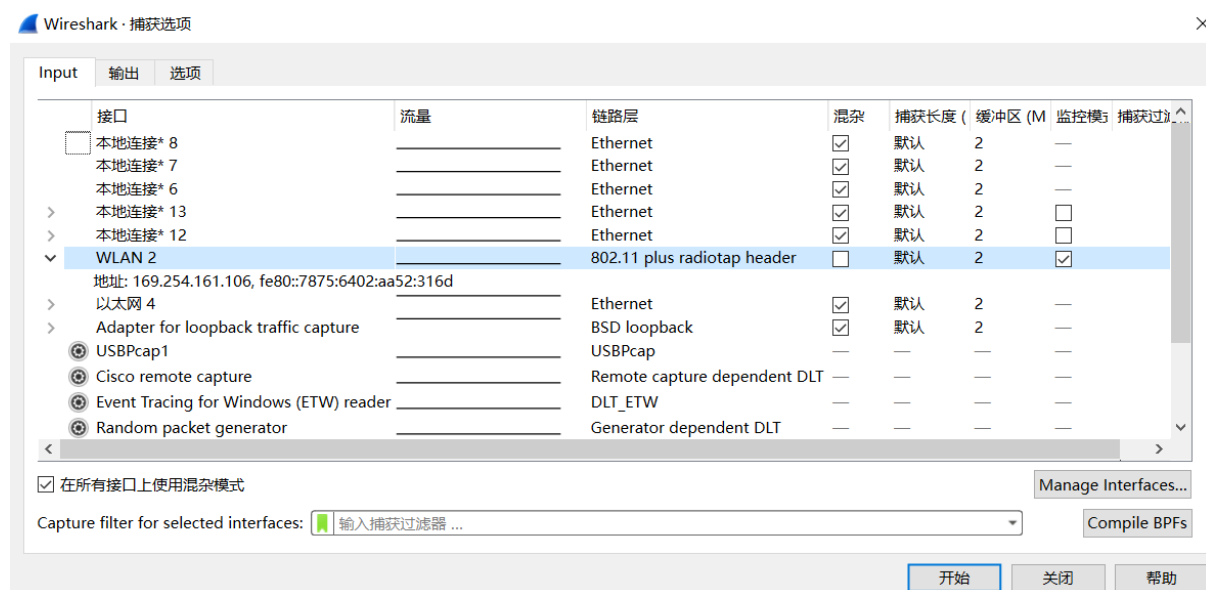 Wireshark · 捕获选项
Input 输出 选项
接口 流量 链路层 混杂 捕获长度 ( 缓冲区 (M 监控模式 捕获过滤
本地连接* 8 Ethernet 默认 2 —
本地连接* 7 Ethernet 默认 2 —
本地连接* 6 Ethernet 默认 2 —
本地连接* 13 Ethernet 默认 2
本地连接* 12 Ethernet 默认 2
WLAN 2 802.11 plus radiotap header 默认 2
地址: 169.254.161.106, fe80::7875:6402:aa52:316d
以太网 4 Ethernet 默认 2 —
Adapter for loopback traffic capture BSD loopback 默认 2 —
USBPcap1 USBPcap — — — —
Cisco remote capture Remote capture dependent DLT — — — —
Event Tracing for Windows (ETW) reader DLT_ETW — — — —
Random packet generator Generator dependent DLT — — — —
在所有接口上使用混杂模式 Manage Interfaces...
Capture filter for selected interfaces: 输入捕获过滤器 ... Compile BPFs
开始 关闭 帮助